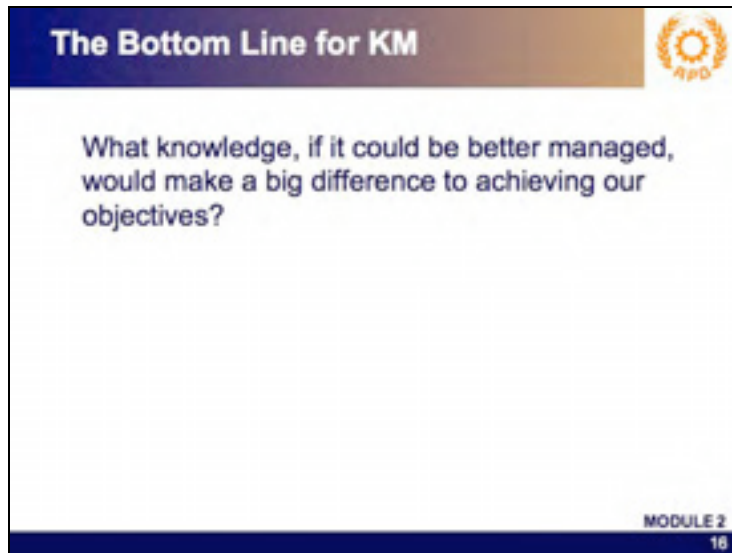 The Bottom Line for KM
APO
What knowledge, if it could be better managed,
would make a big difference to achieving our
objectives?
MODULE 2
16